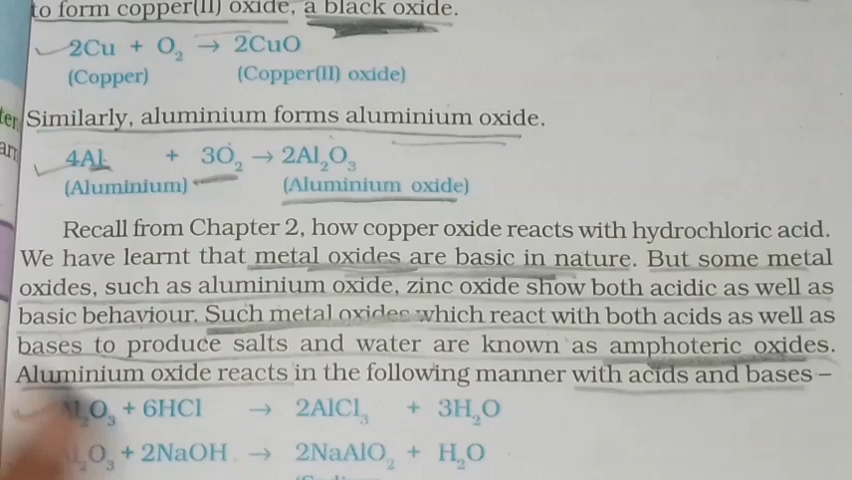 to form copper(II) oxide, a black oxide.
2Cu + O₂ → 2CuO
(Copper) (Copper(II) oxide)
Similarly, aluminium forms aluminium oxide.
4Al + 3O₂ → 2Al₂O₃
(Aluminium) (Aluminium oxide)
Recall from Chapter 2, how copper oxide reacts with hydrochloric acid.
We have learnt that metal oxides are basic in nature. But some metal
oxides, such as aluminium oxide, zinc oxide show both acidic as well as
basic behaviour. Such metal oxides which react with both acids as well as
bases to produce salts and water are known as amphoteric oxides.
Aluminium oxide reacts in the following manner with acids and bases –
l₂O₃ + 6HCl → 2AlCl₃ + 3H₂O
₂O₃ + 2NaOH → 2NaAlO₂ + H₂O